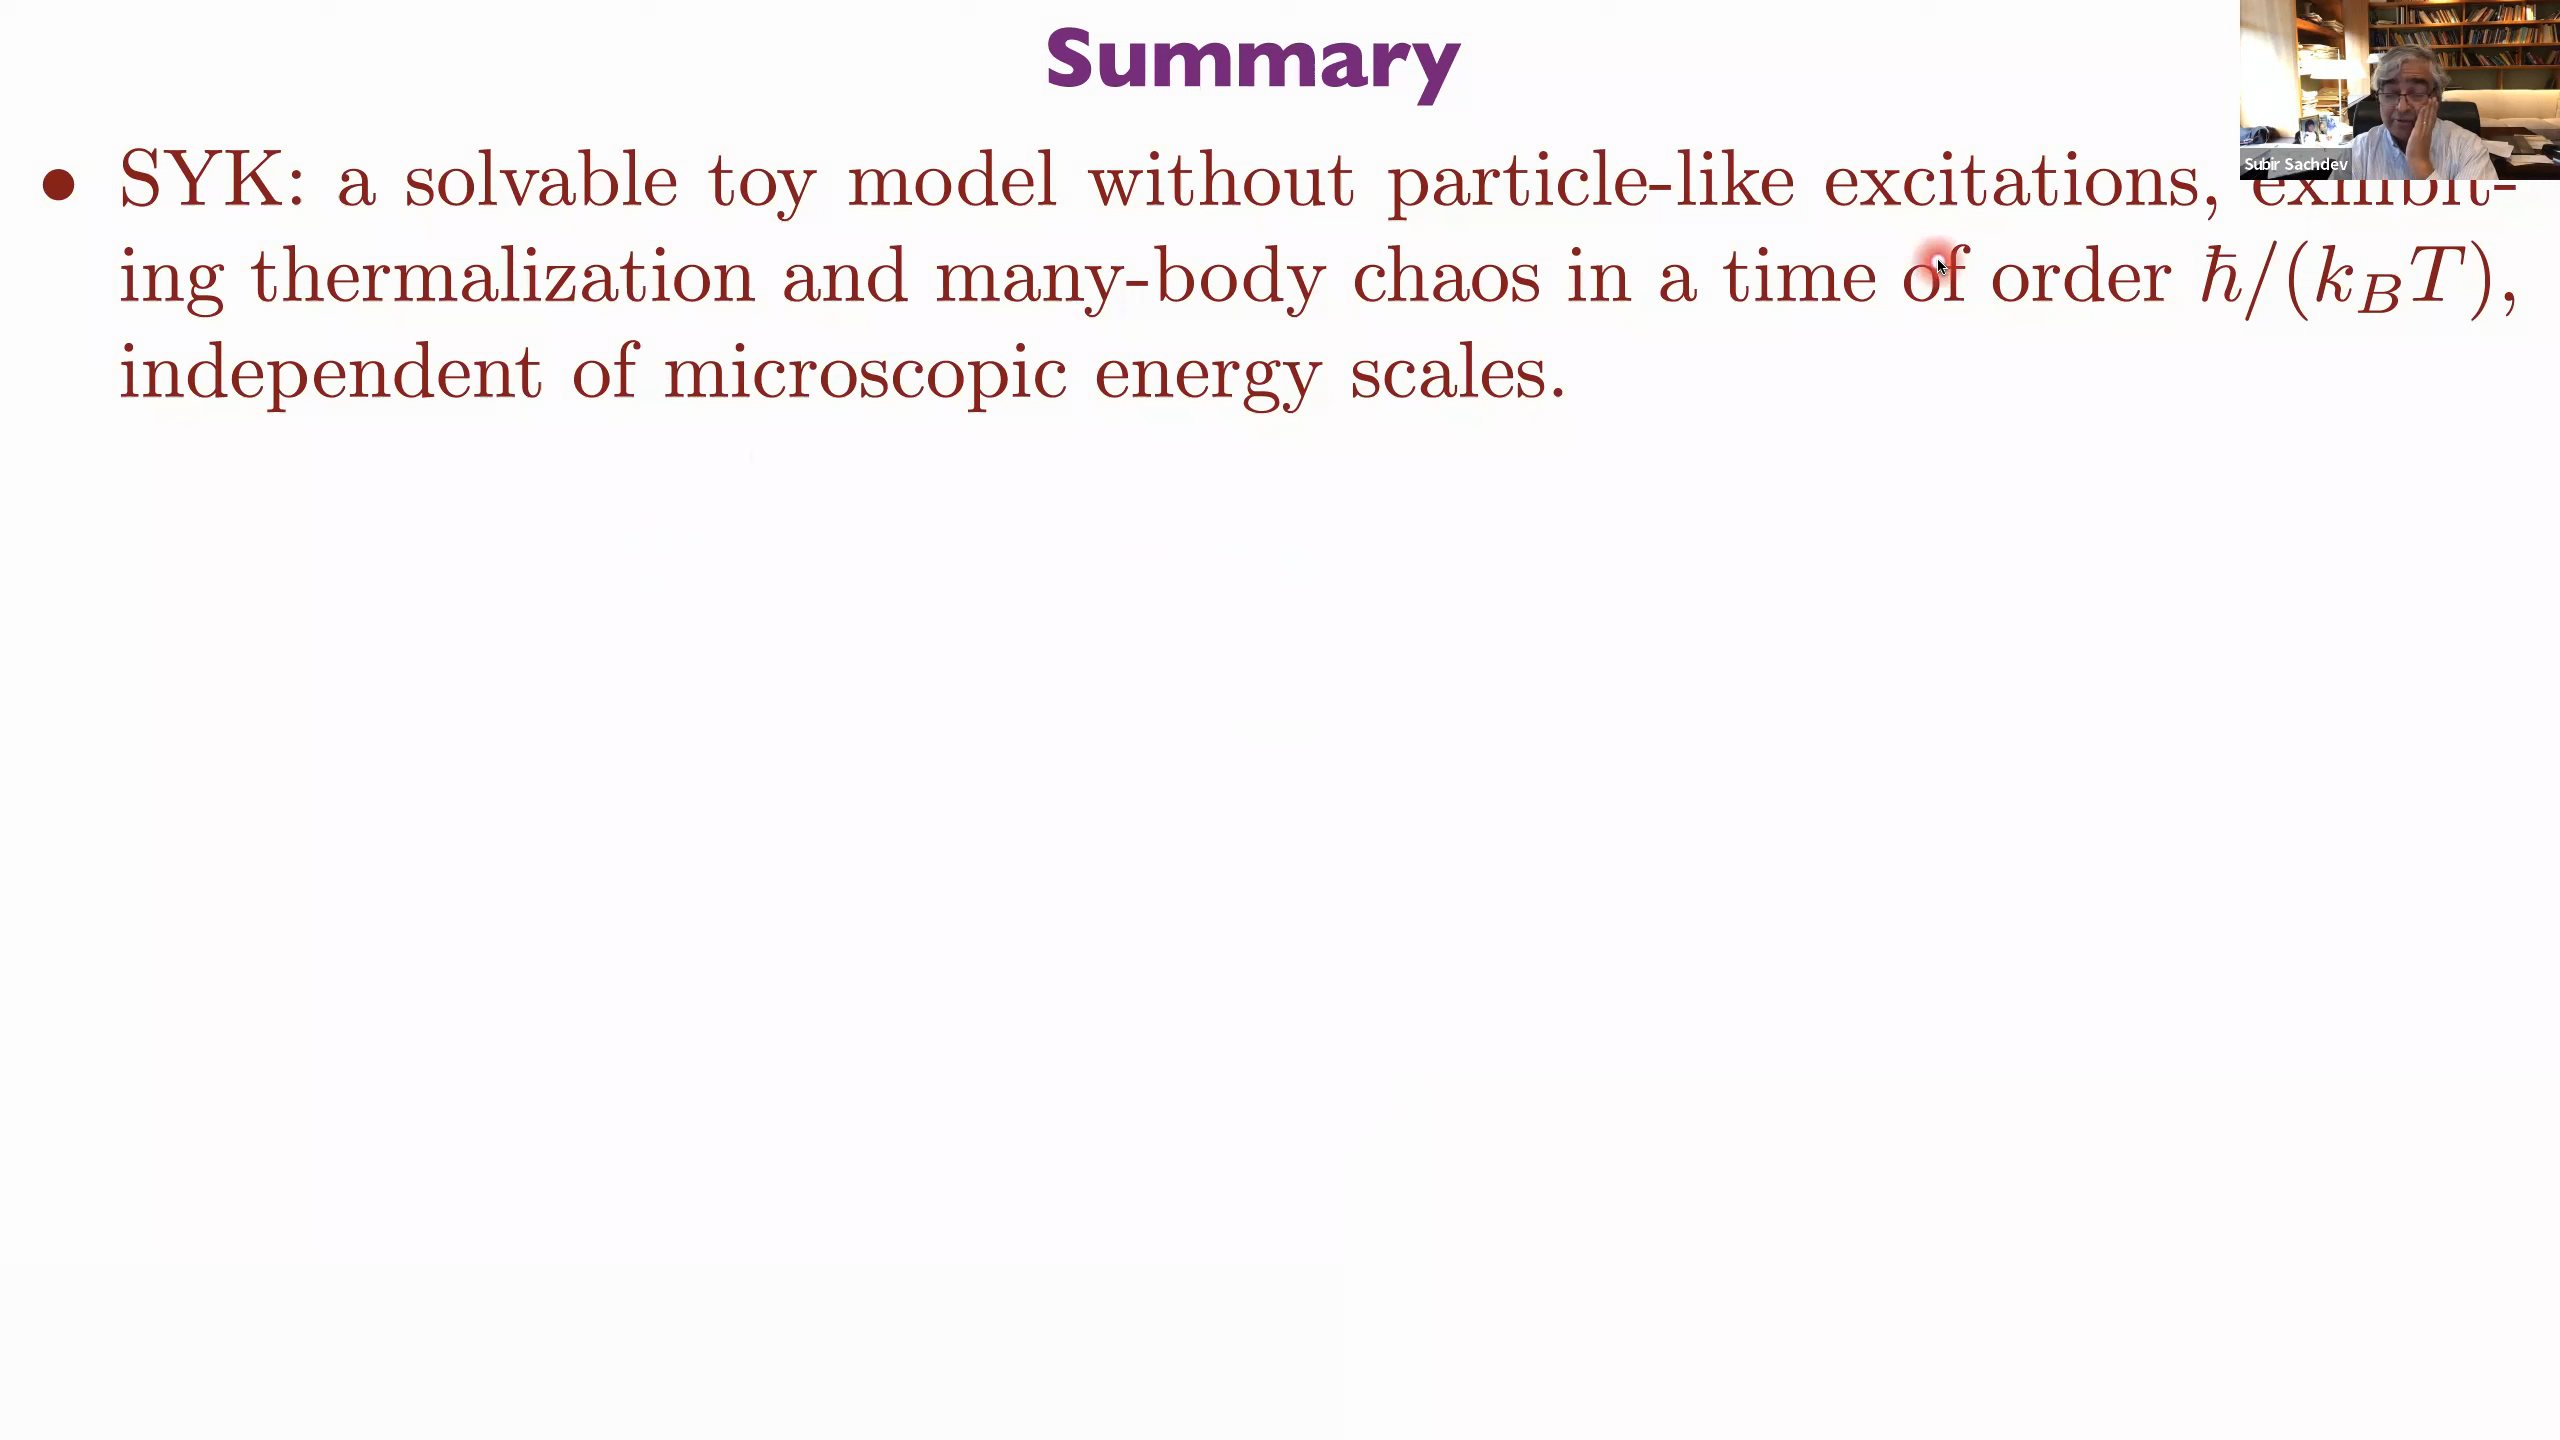 Summary
Subir Sachdev
• SYK: a solvable toy model without particle-like excitations, exhibit-
ing thermalization and many-body chaos in a time of order ℏ/(k_B T),
independent of microscopic energy scales.